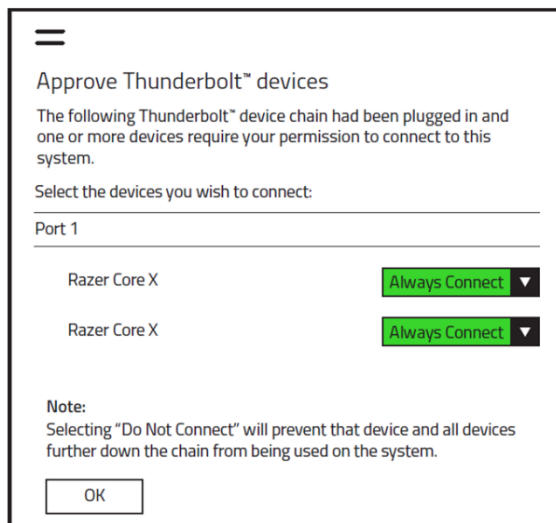 Approve Thunderbolt™ devices
The following Thunderbolt™ device chain had been plugged in and
one or more devices require your permission to connect to this
system.
Select the devices you wish to connect:
Port 1
Razer Core X Always Connect
Razer Core X Always Connect
Note:
Selecting “Do Not Connect” will prevent that device and all devices
further down the chain from being used on the system.
OK